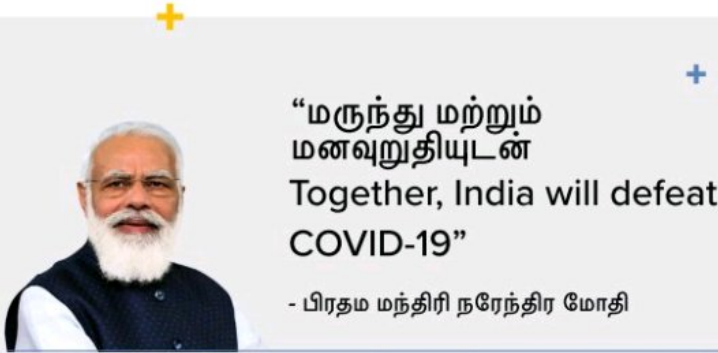 “மருந்து மற்றும்
மனவுறுதியுடன்
Together, India will defeat
COVID-19”
- பிரதம மந்திரி நரேந்திர மோதி